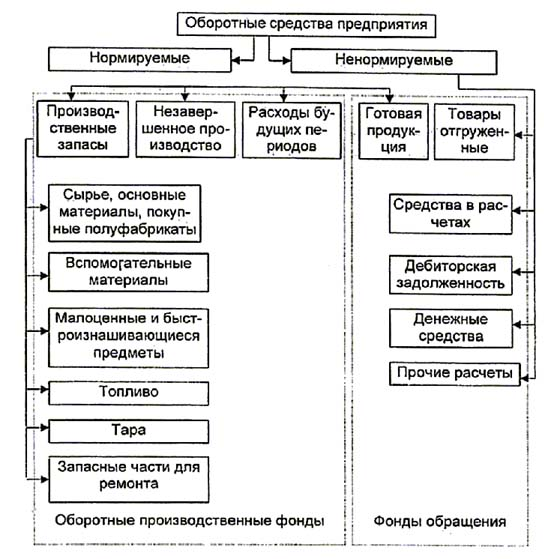 Оборотные средства предприятия
Нормируемые
Ненормируемые
Производ-
ственные
запасы
Незавер-
шенное про-
изводство
Расходы бу-
дущих пе-
риодов
Готовая
продук-
ция
Товары
отгружен-
ные
Сырье, основные
материалы, покуп-
ные полуфабрикаты
Вспомогательные
материалы
Малоценные и быст-
роизнашивающиеся
предметы
Топливо
Тара
Запасные части для
ремонта
Средства в рас-
четах
Дебиторская
задолженность
Денежные
средства
Прочие расчеты
Оборотные производственные фонды
Фонды обращения